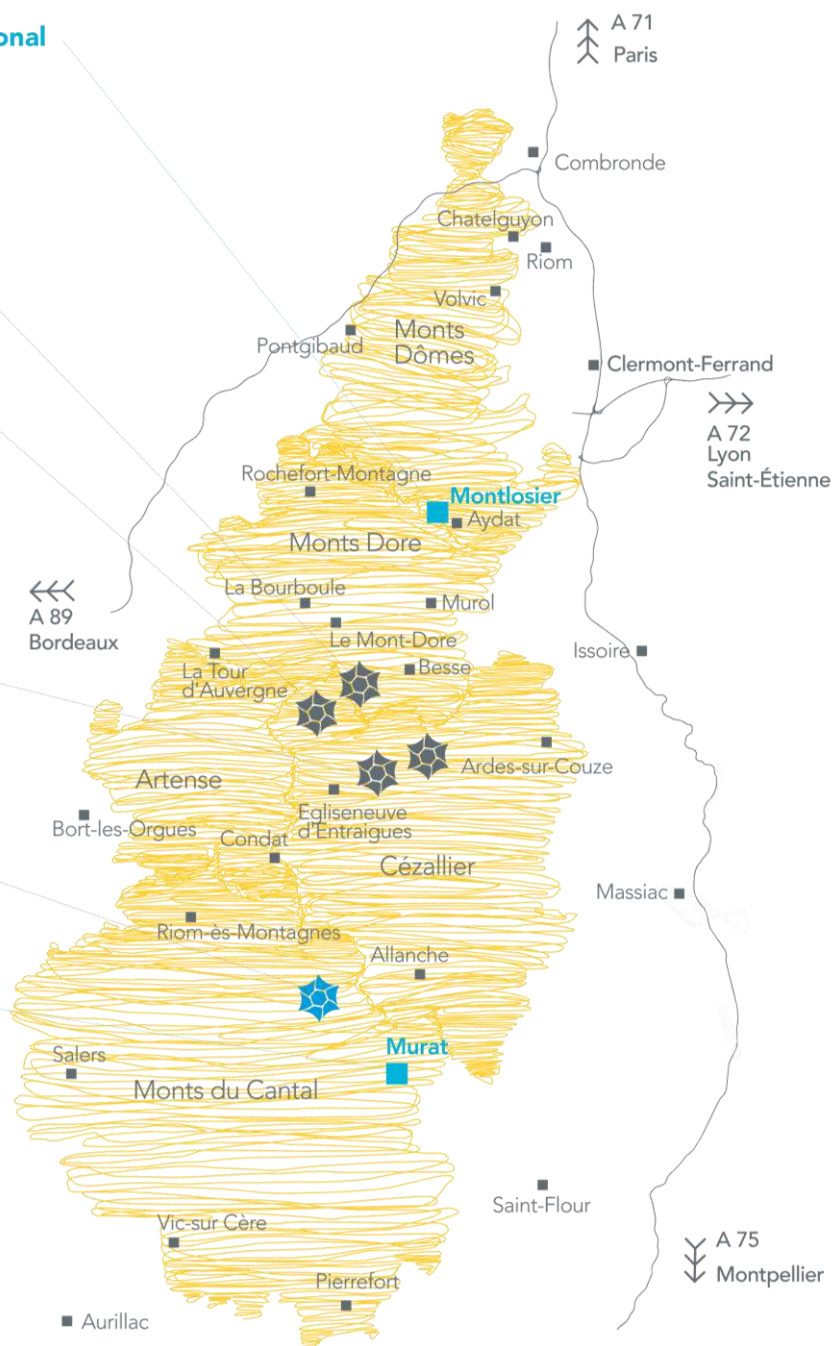 onal
A 71
Paris
Combronde
Chatelguyon
Riom
Volvic
Monts
Dômes
Pontgibaud
Clermont-Ferrand
A 72
Lyon
Saint-Étienne
Rochefort-Montagne
Montlosier
Aydat
Monts Dore
La Bourboule
Murol
A 89
Bordeaux
Le Mont-Dore
Issoire
La Tour
d'Auvergne
Besse
Ardes-sur-Couze
Artense
Egliseneuve
d'Entraigues
Bort-les-Orgues
Condat
Cézallier
Massiac
Riom-ès-Montagnes
Allanche
Murat
Salers
Monts du Cantal
Saint-Flour
Vic-sur Cère
A 75
Montpellier
Pierrefort
Aurillac